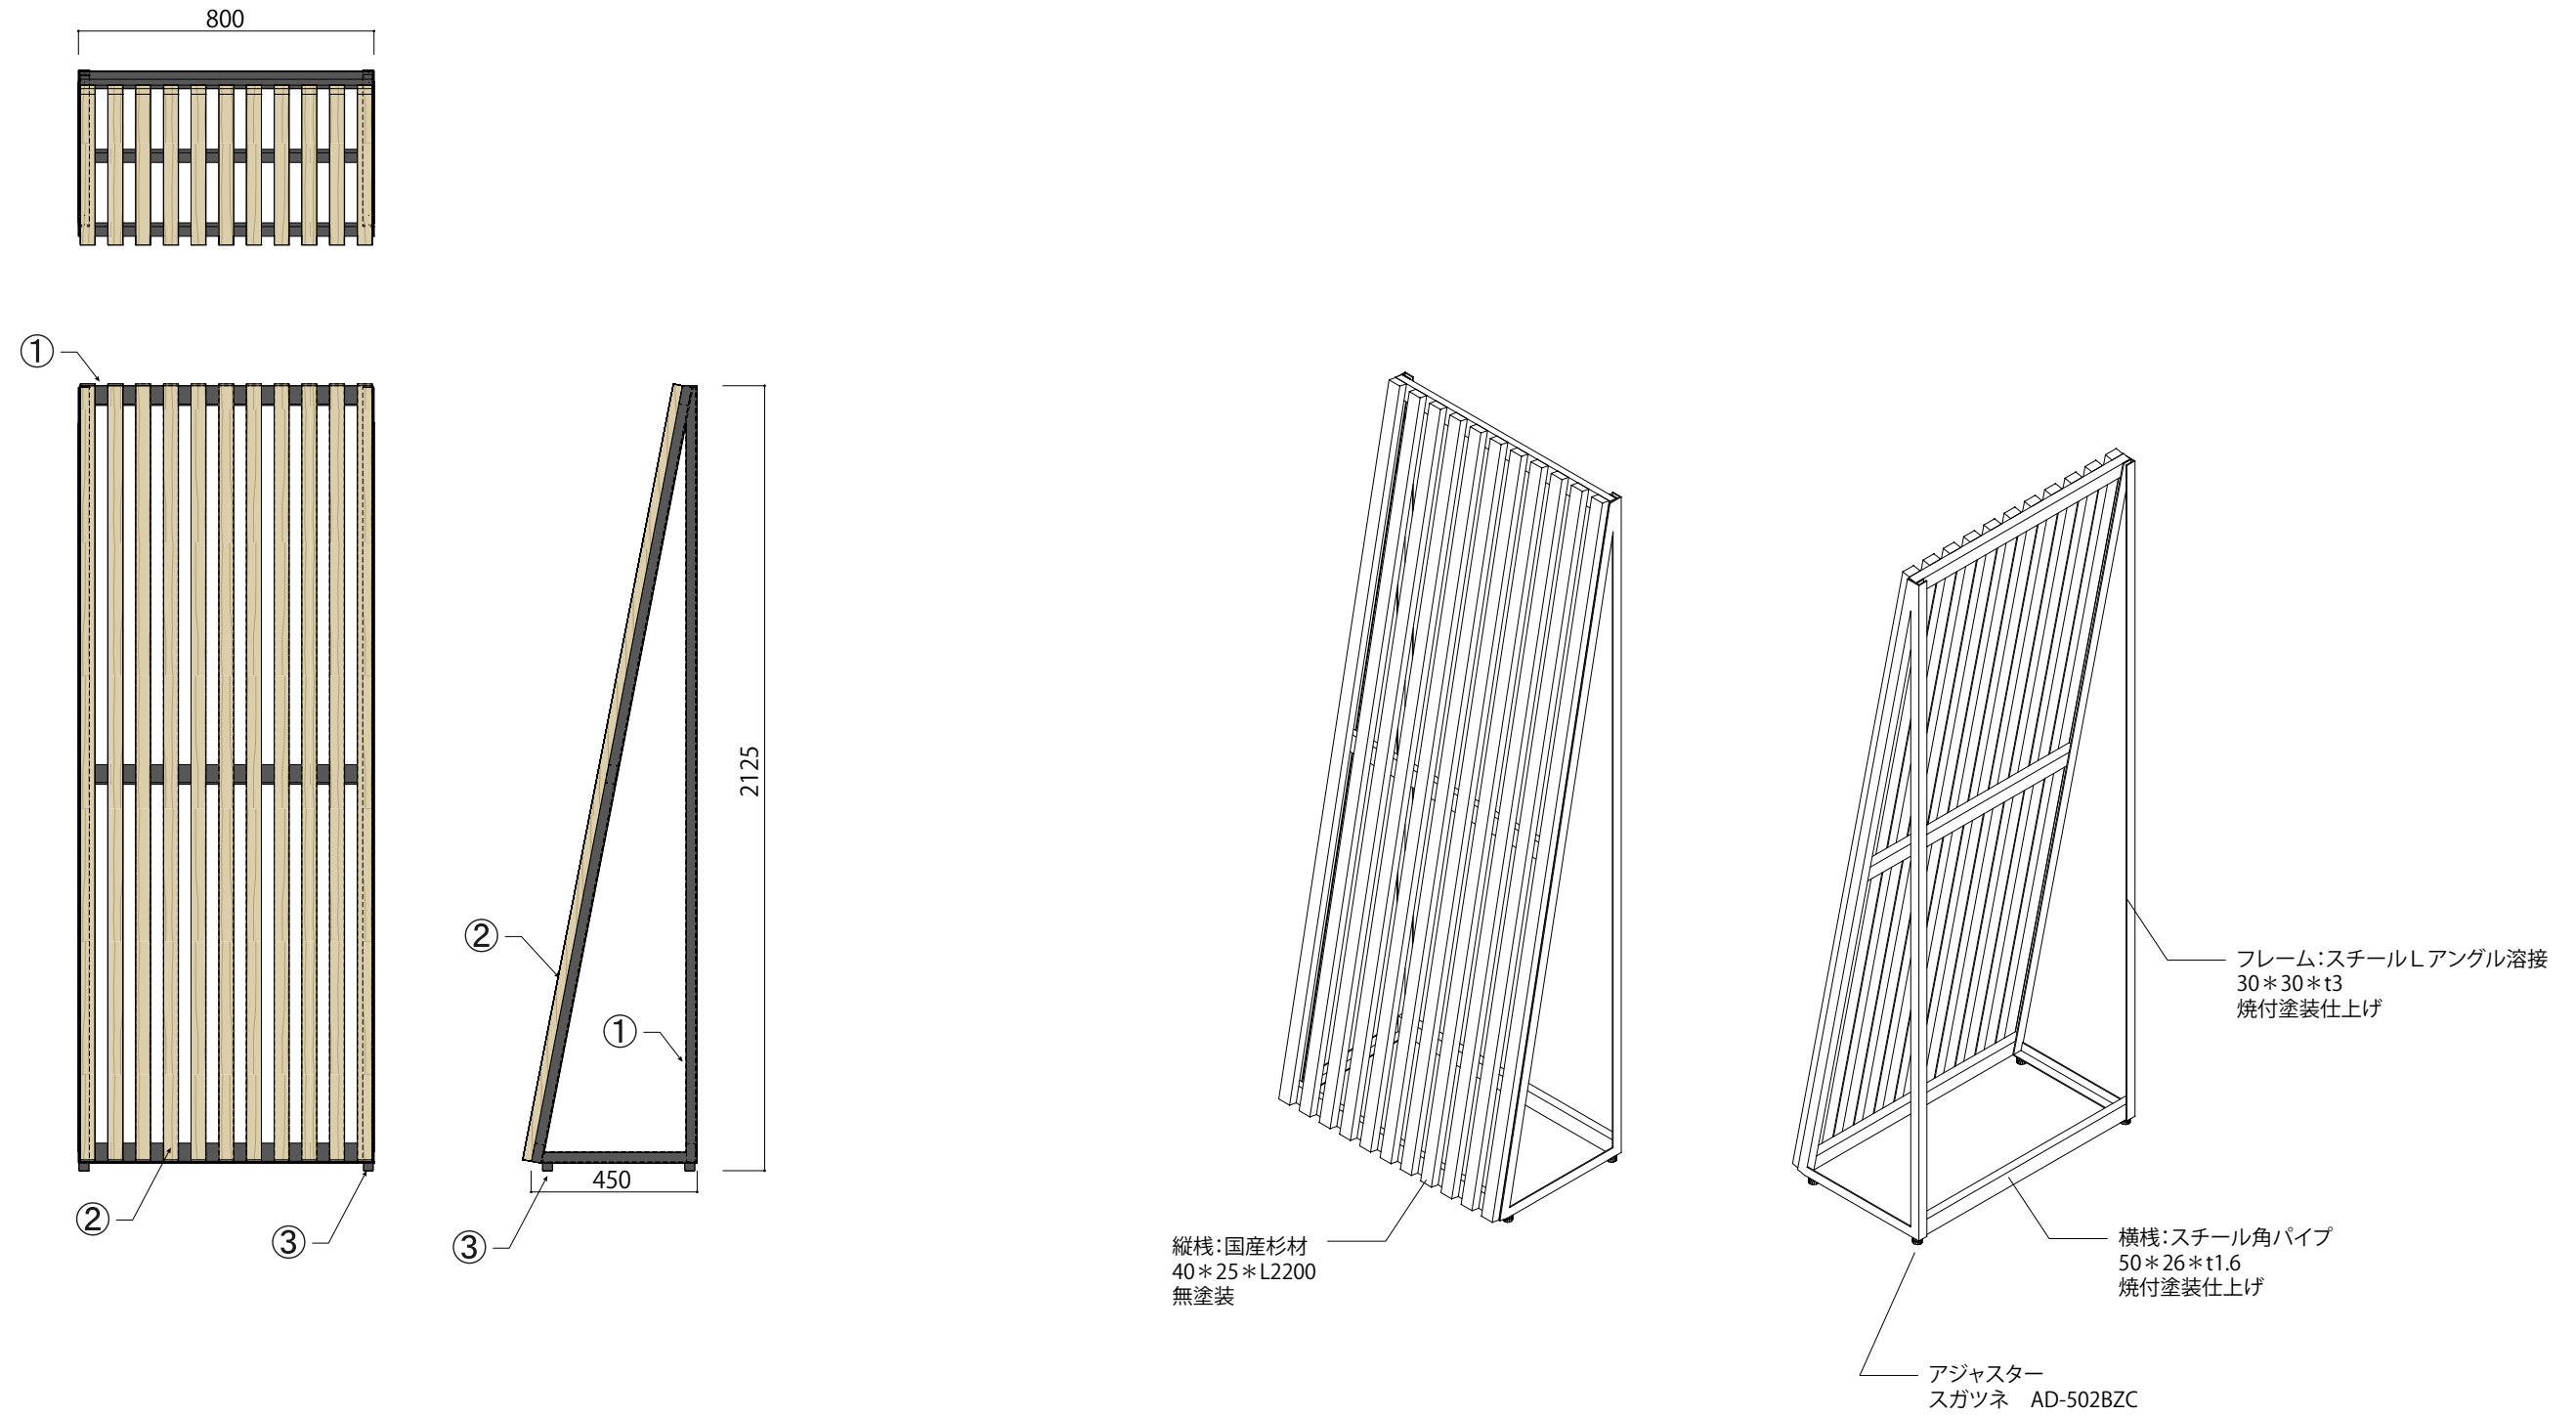 800
①
②
①
2125
450
②
③
③
縦桟：国産杉材
40＊25＊L2200
無塗装
フレーム：スチールＬアングル溶接
30＊30＊t3
焼付塗装仕上げ
横桟：スチール角パイプ
50＊26＊t1.6
焼付塗装仕上げ
アジャスター
スガツネ　AD-502BZC